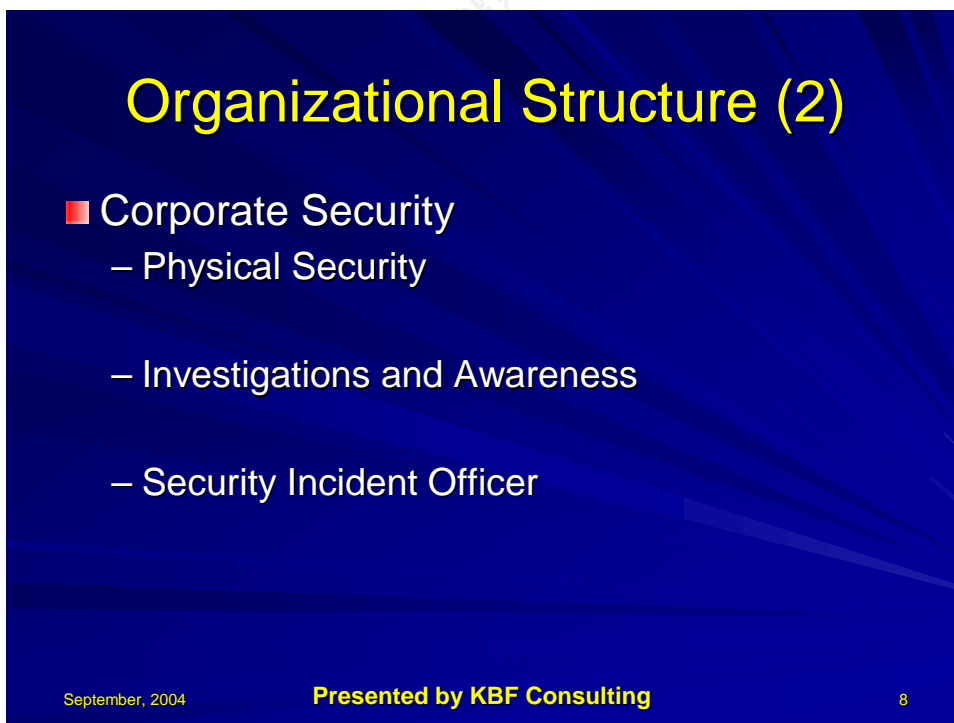 Organizational Structure (2)
Corporate Security
– Physical Security
– Investigations and Awareness
– Security Incident Officer
September, 2004
Presented by KBF Consulting
8